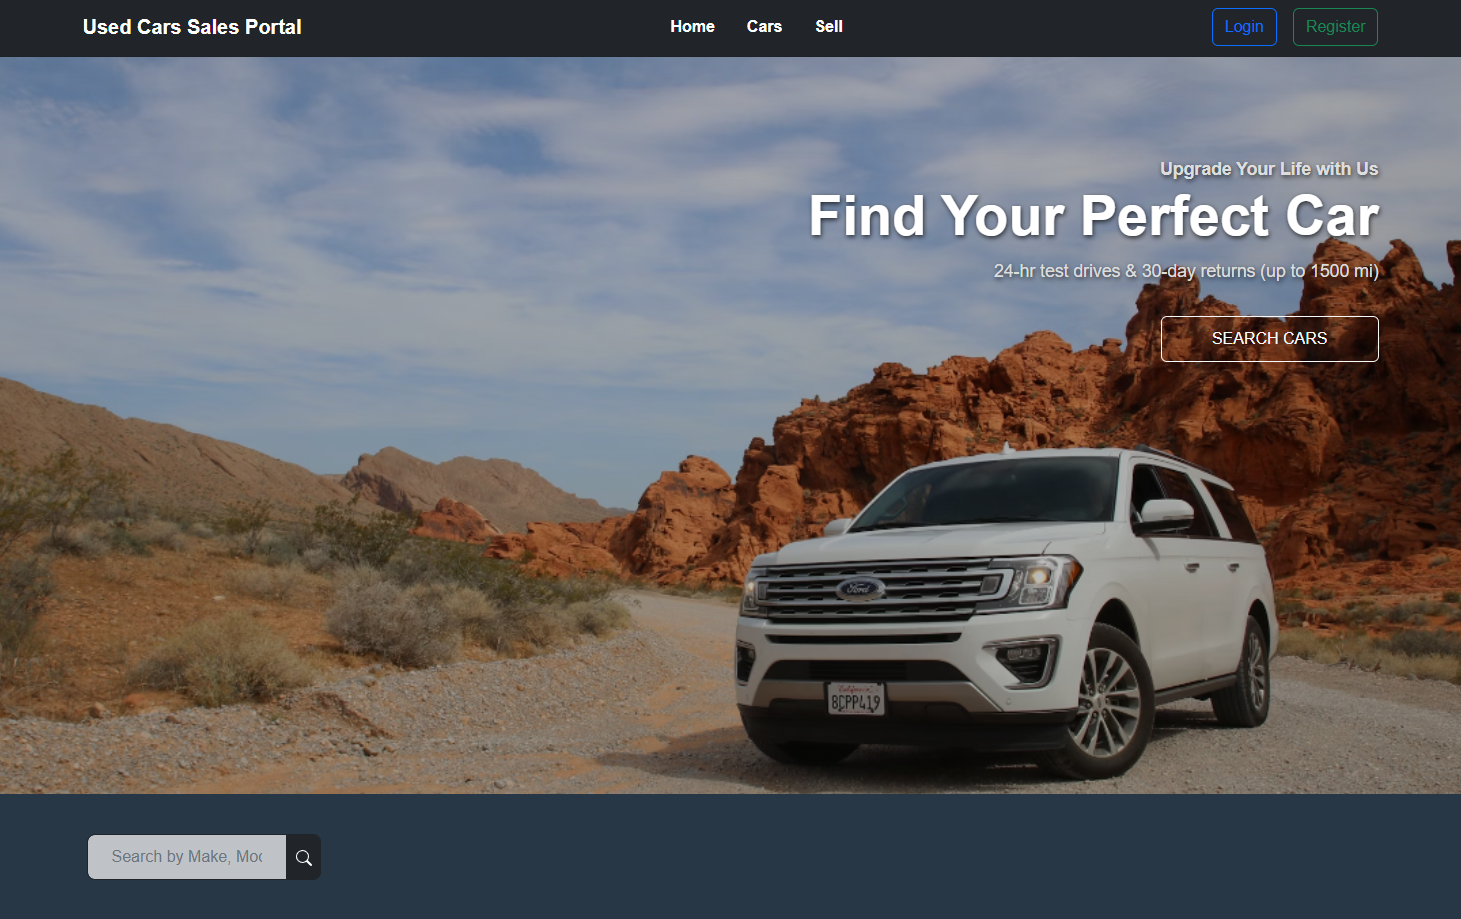 Used Cars Sales Portal
Home
Cars
Sell
Login
Register
Upgrade Your Life with Us
Find Your Perfect Car
24-hr test drives & 30-day returns (up to 1500 mi)
SEARCH CARS
Ford
California
8CPP419
Search by Make, Moc